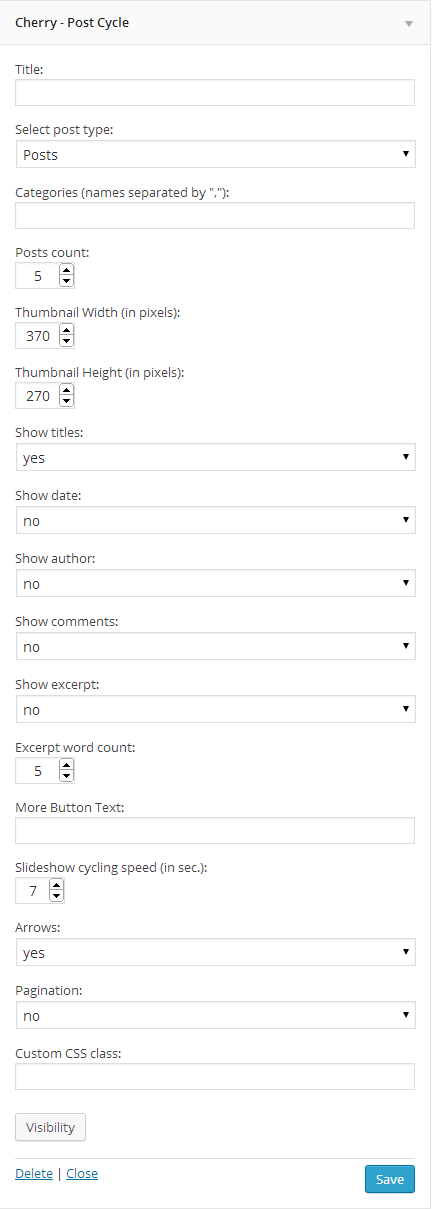 Cherry - Post Cycle
Title:
Select post type:
Posts
Categories (names separated by ","):
Posts count:
5
Thumbnail Width (in pixels):
370
Thumbnail Height (in pixels):
270
Show titles:
yes
Show date:
no
Show author:
no
Show comments:
no
Show excerpt:
no
Excerpt word count:
5
More Button Text:
Slideshow cycling speed (in sec.):
7
Arrows:
yes
Pagination:
no
Custom CSS class:
Visibility
Delete | Close
Save